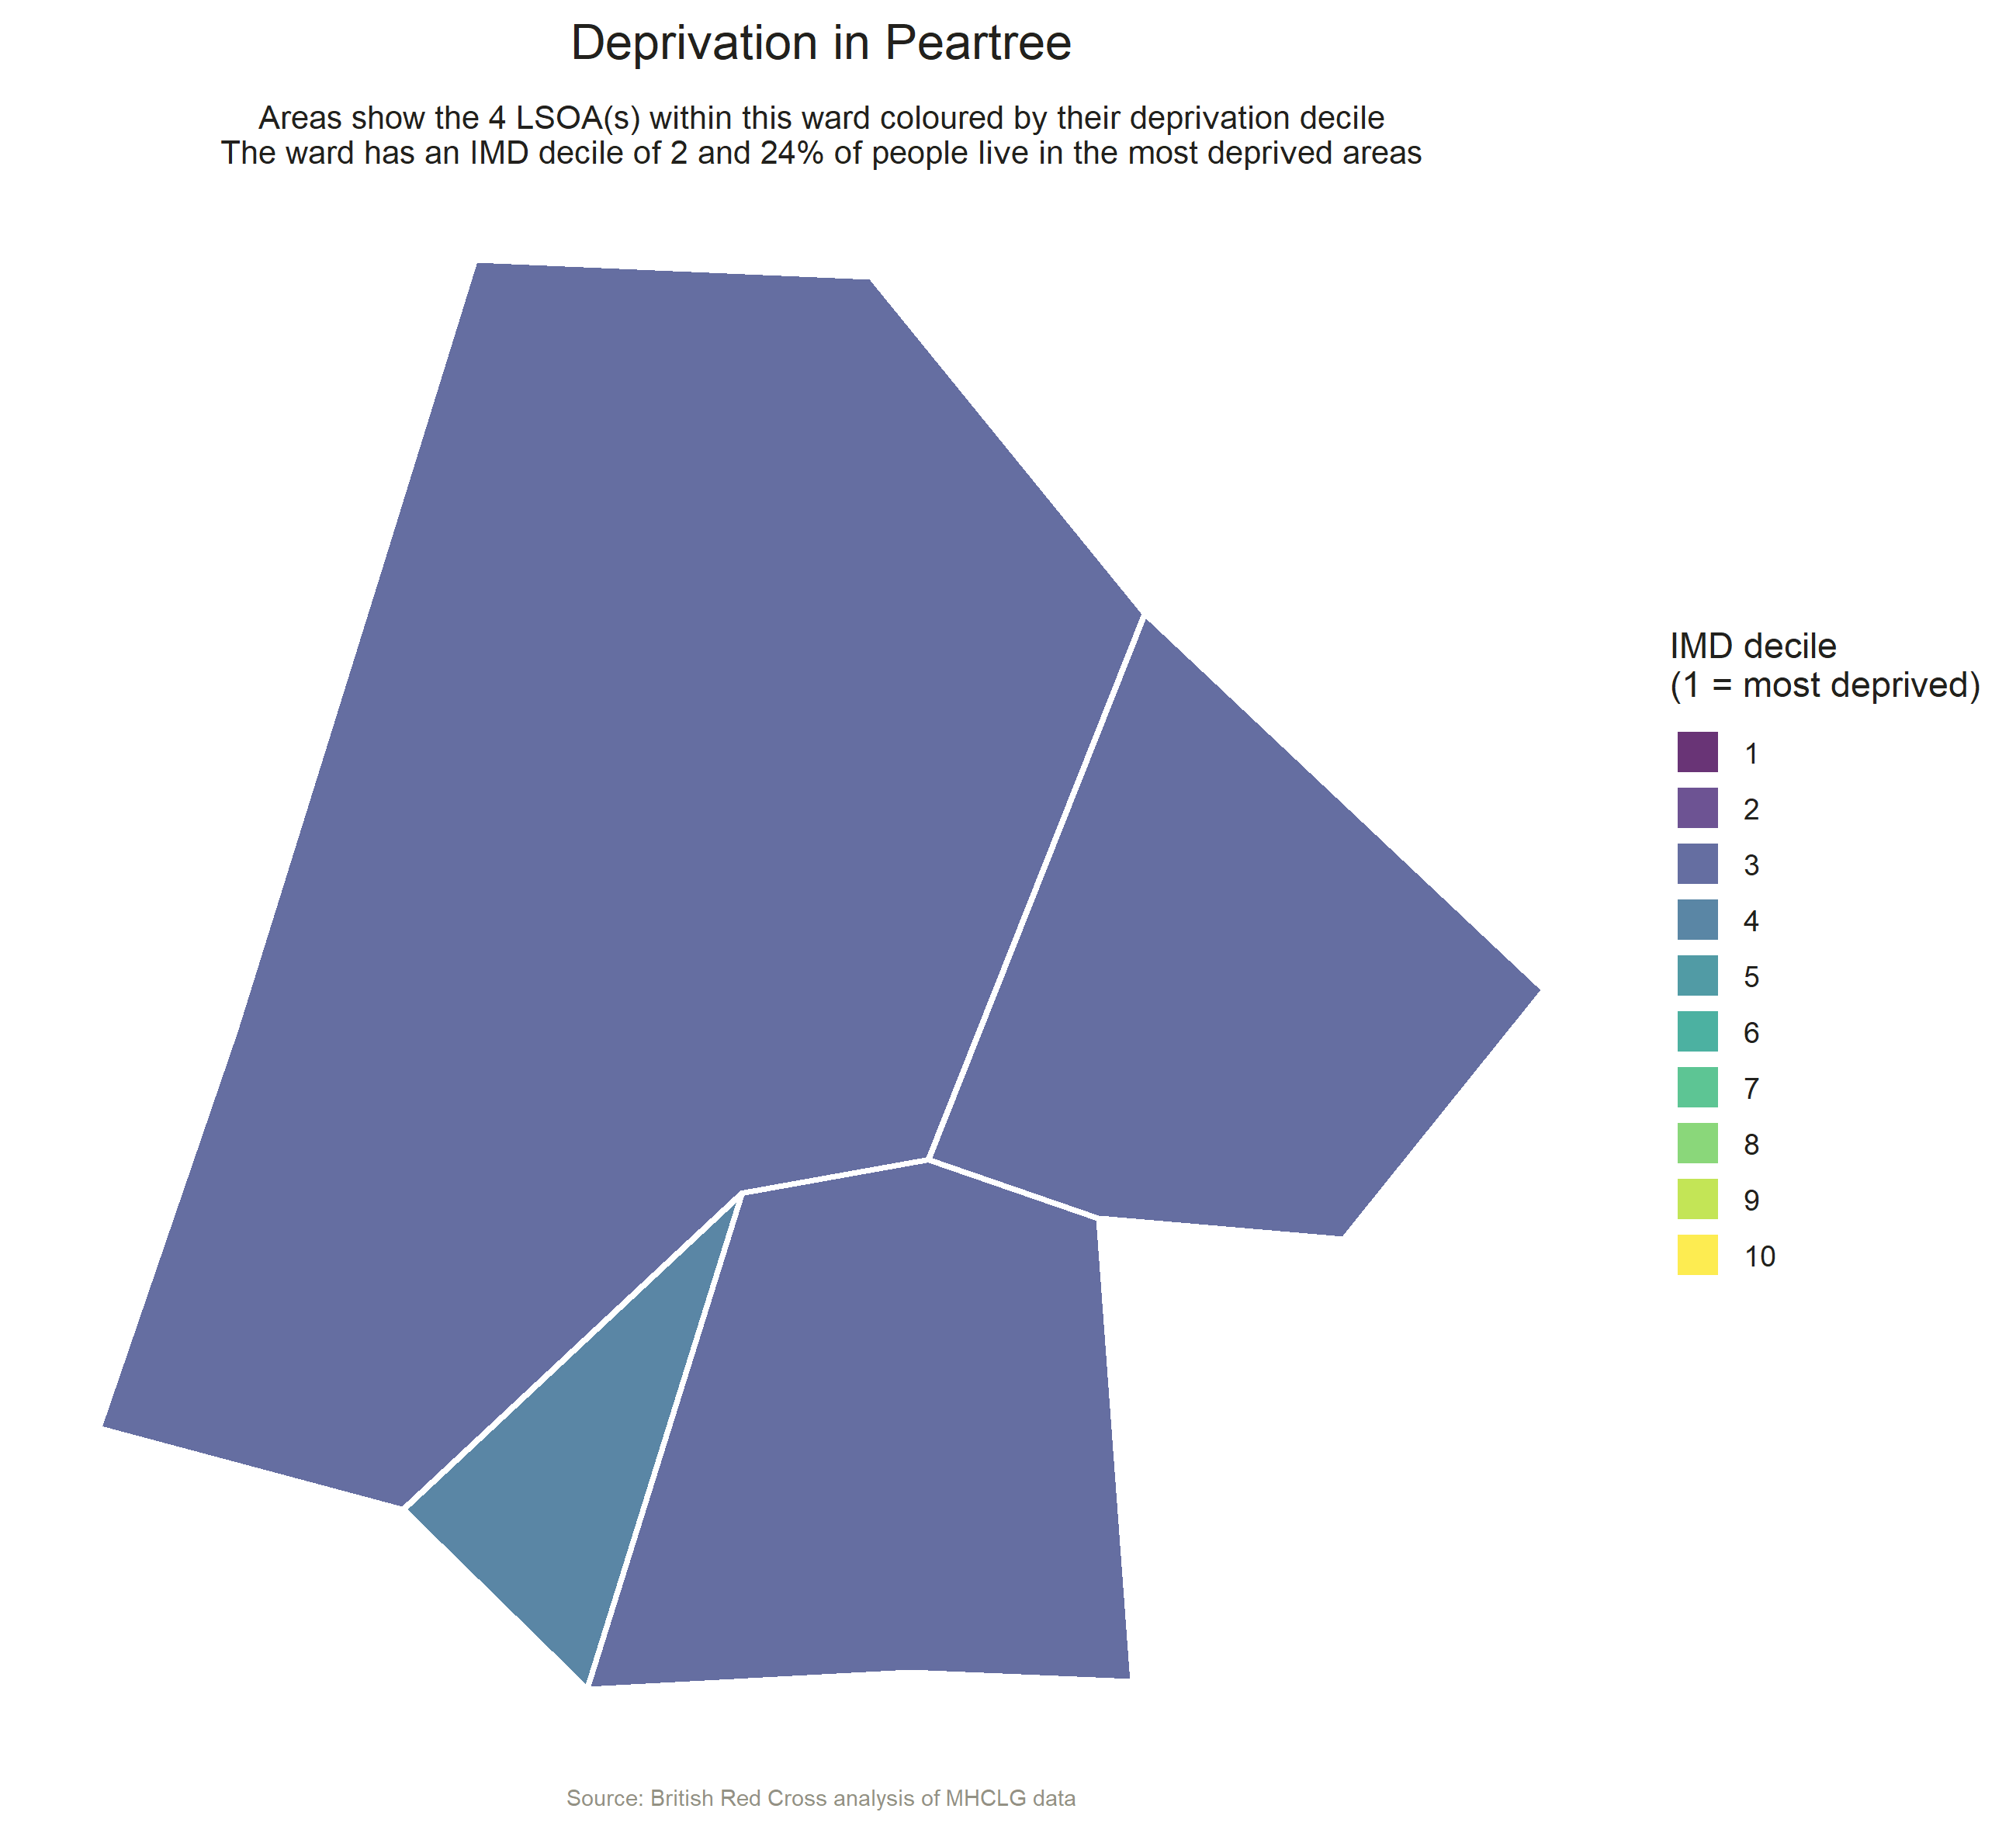 Deprivation in Peartree
Areas show the 4 LSOA(s) within this ward coloured by their deprivation decile
The ward has an IMD decile of 2 and 24% of people live in the most deprived areas
IMD decile
(1 = most deprived)
1
2
3
4
5
6
7
8
9
10
Source: British Red Cross analysis of MHCLG data